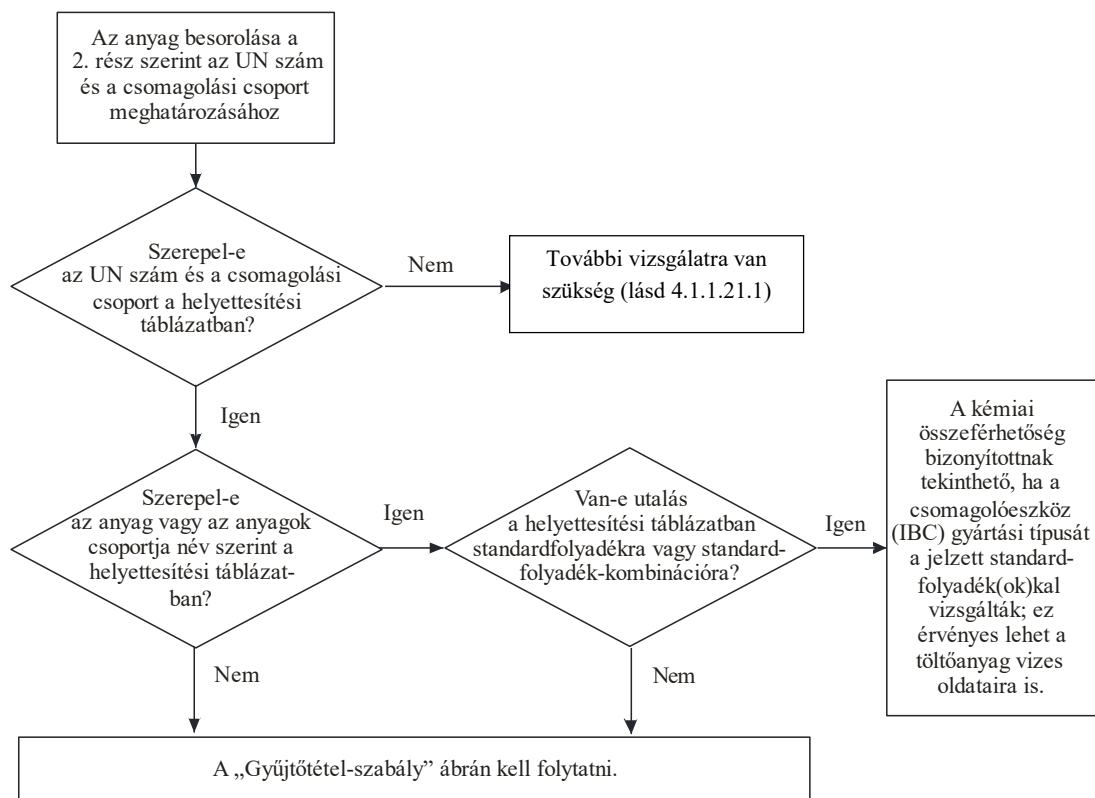 Az anyag besorolása a
2. rész szerint az UN szám
és a csomagolási csoport
meghatározásához
Szerepel-e
az UN szám és a csomagolási
csoport a helyettesítési
táblázatban?
Nem
További vizsgálatra van
szükség (lásd 4.1.1.21.1)
Igen
Szerepel-e
az anyag vagy az anyagok
csoportja név szerint a
helyettesítési táblázat-
ban?
Igen
Van-e utalás
a helyettesítési táblázatban
standardfolyadékra vagy standard-
folyadék-kombinációra?
Igen
A kémiai
összeférhetőség
bizonyítottnak
tekinthető, ha a
csomagolóeszköz
(IBC) gyártási típusát
a jelzett standard-
folyadék(ok)kal
vizsgálták; ez
érvényes lehet a
töltőanyag vizes
oldataira is.
Nem
Nem
A „Gyűjtőtétel-szabály” ábrán kell folytatni.